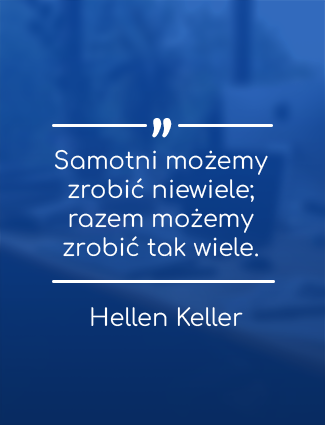 ”
Samotni możemy
zrobić niewiele;
razem możemy
zrobić tak wiele.
Hellen Keller